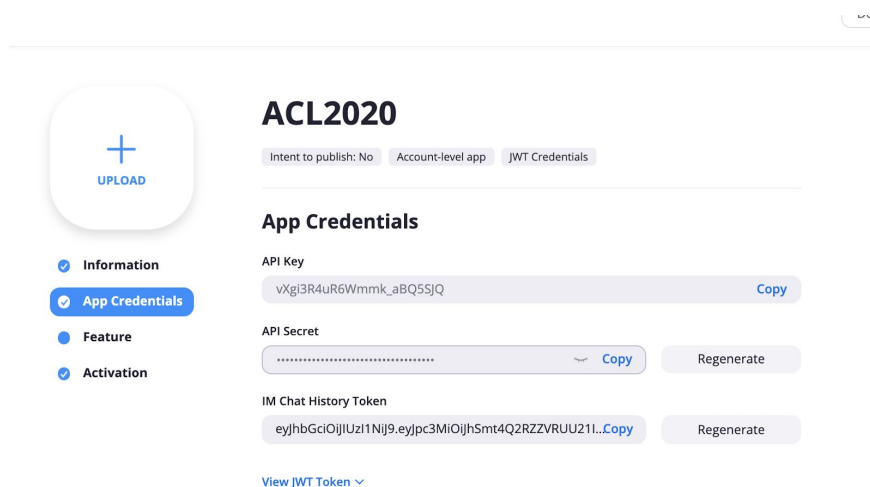 ACL2020
Intent to publish: No Account-level app JWT Credentials
UPLOAD
App Credentials
Information
App Credentials
Feature
Activation
API Key
vXgi3R4uR6Wmmk_aBQ5SJQ Copy
API Secret
Copy Regenerate
IM Chat History Token
eyJhbGciOiJIUzI1NiJ9.eyJpc3MiOiJhSmt4Q2RZZVRUU21I... Copy Regenerate
View JWT Token